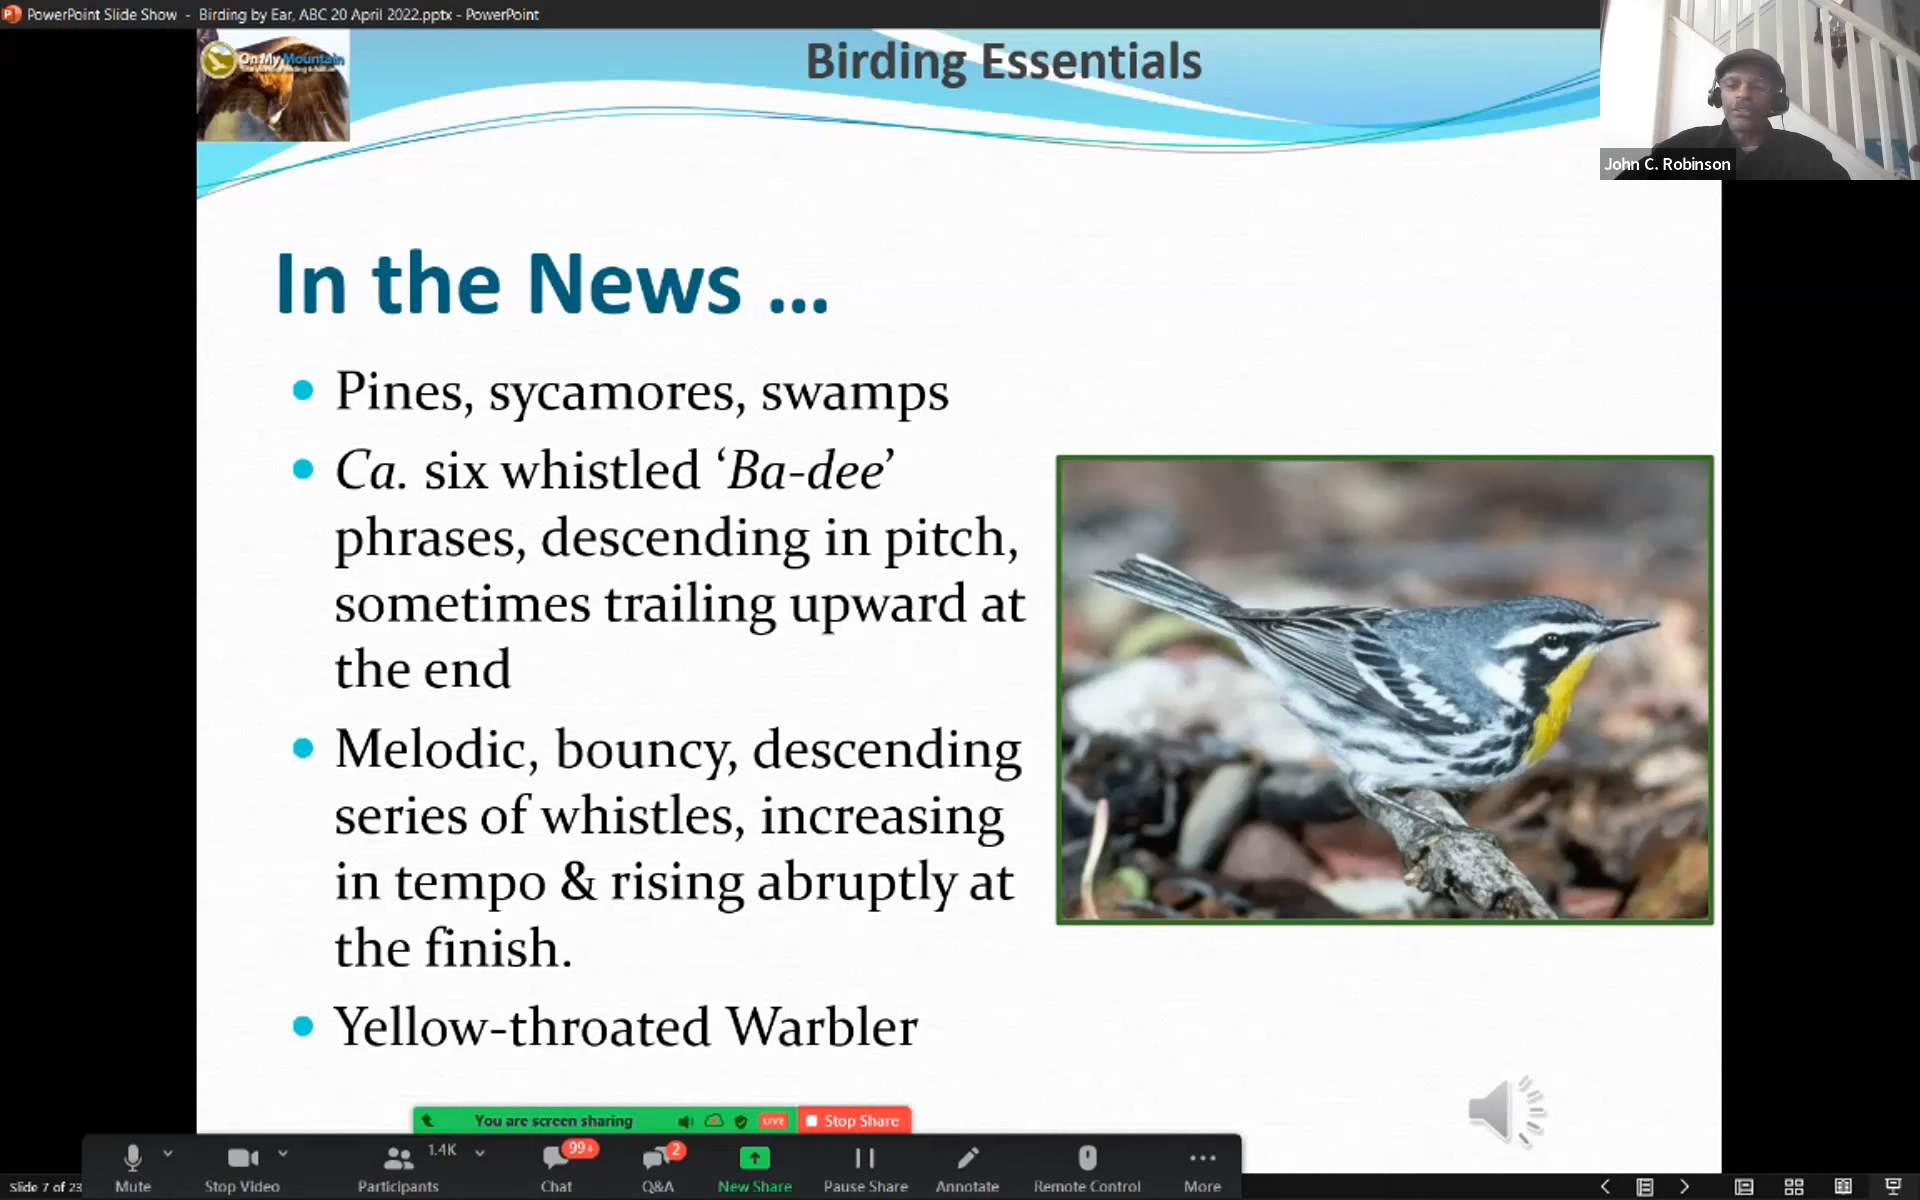 PowerPoint Slide Show - Birding by Ear, ABC 20 April 2022.pptx - PowerPoint
On My Mountain
Birding Essentials
John C. Robinson
In the News ...
Pines, sycamores, swamps
Ca. six whistled ‘Ba-dee’
phrases, descending in pitch,
sometimes trailing upward at
the end
Melodic, bouncy, descending
series of whistles, increasing
in tempo & rising abruptly at
the finish.
Yellow-throated Warbler
You are screen sharing LIVE Stop Share
1.4K 99+ 2
Mute Stop Video Participants Chat Q&A New Share Pause Share Annotate Remote Control More
Slide 7 of 23